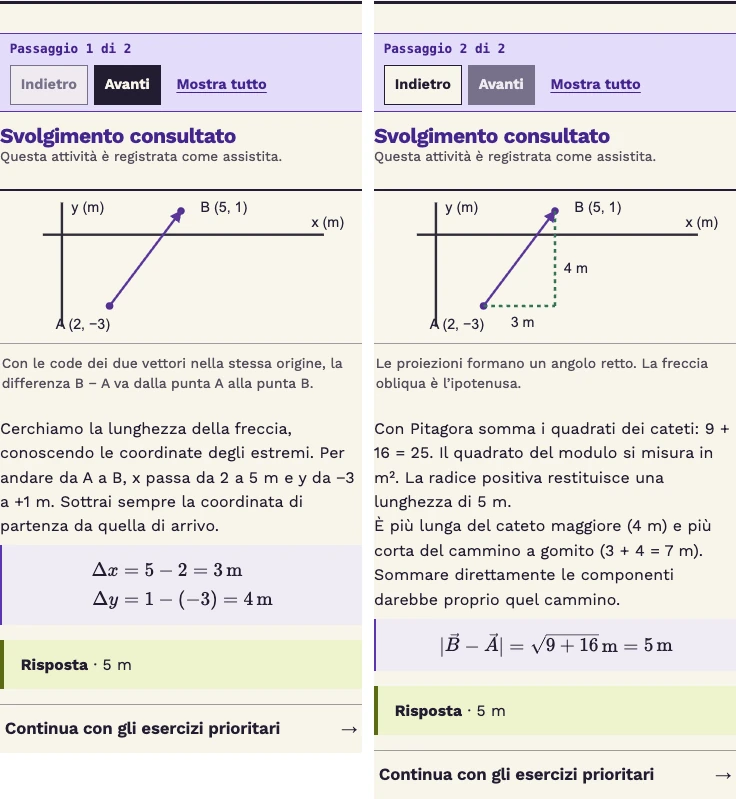 Passaggio 1 di 2
Indietro
Avanti
Mostra tutto
Svolgimento consultato
Questa attività è registrata come assistita.
y (m)
B (5, 1)
x (m)
A (2, −3)
Con le code dei due vettori nella stessa origine, la
differenza B − A va dalla punta A alla punta B.
Cerchiamo la lunghezza della freccia,
conoscendo le coordinate degli estremi. Per
andare da A a B, x passa da 2 a 5 m e y da −3
a +1 m. Sottrai sempre la coordinata di
partenza da quella di arrivo.
Δx = 5 − 2 = 3 m
Δy = 1 − (−3) = 4 m
Risposta · 5 m
Continua con gli esercizi prioritari →
Passaggio 2 di 2
Indietro
Avanti
Mostra tutto
Svolgimento consultato
Questa attività è registrata come assistita.
y (m)
B (5, 1)
x (m)
4 m
A (2, −3)
3 m
Le proiezioni formano un angolo retto. La freccia
obliqua è l’ipotenusa.
Con Pitagora somma i quadrati dei cateti: 9 +
16 = 25. Il quadrato del modulo si misura in
m². La radice positiva restituisce una
lunghezza di 5 m.
È più lunga del cateto maggiore (4 m) e più
corta del cammino a gomito (3 + 4 = 7 m).
Sommare direttamente le componenti
darebbe proprio quel cammino.
|B⃗ − A⃗| = √(9 + 16) m = 5 m
Risposta · 5 m
Continua con gli esercizi prioritari →